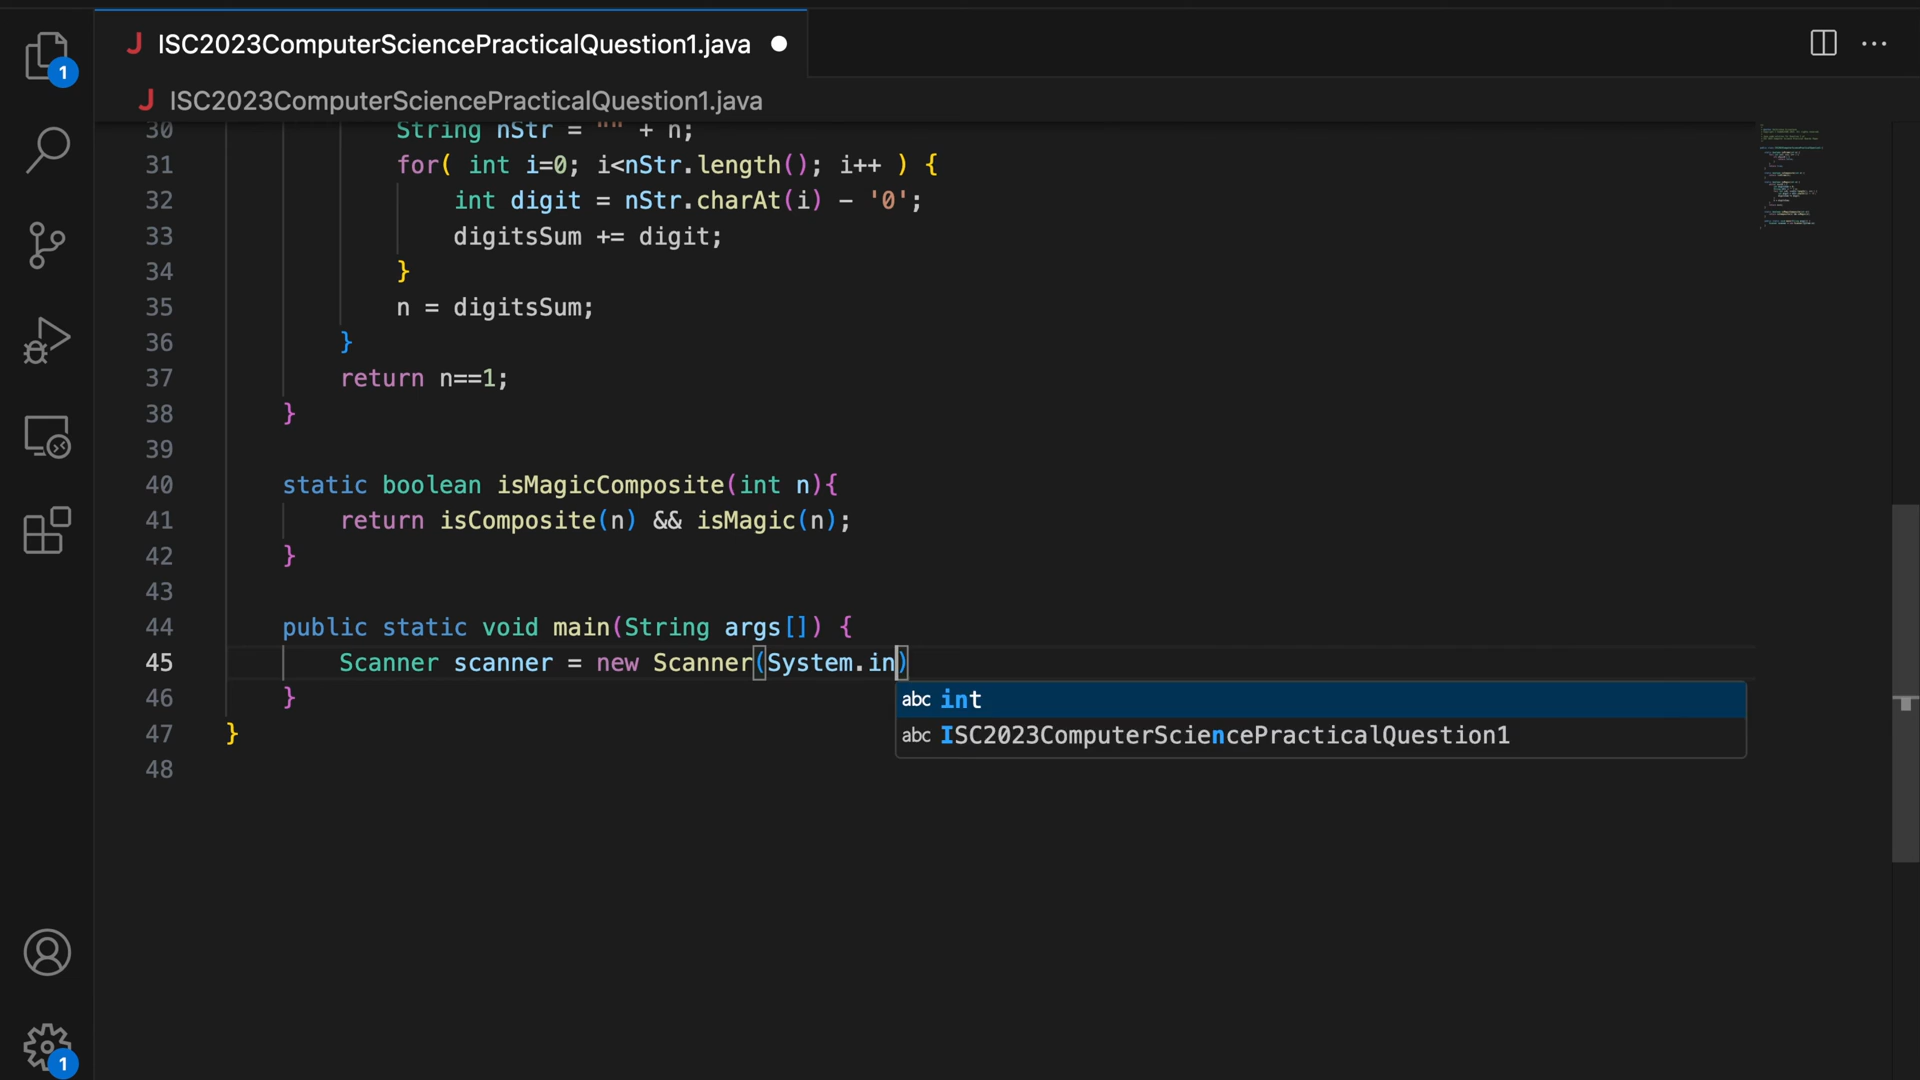 J ISC2023ComputerSciencePracticalQuestion1.java
J ISC2023ComputerSciencePracticalQuestion1.java
1
30 String nStr = "" + n;
31 for( int i=0; i<nStr.length(); i++ ) {
32 int digit = nStr.charAt(i) - '0';
33 digitsSum += digit;
34 }
35 n = digitsSum;
36 }
37 return n==1;
38 }
39
40 static boolean isMagicComposite(int n){
41 return isComposite(n) && isMagic(n);
42 }
43
44 public static void main(String args[]) {
45 Scanner scanner = new Scanner(System.in)
46 }
abc int
47 }
abc ISC2023ComputerSciencePracticalQuestion1
48
1